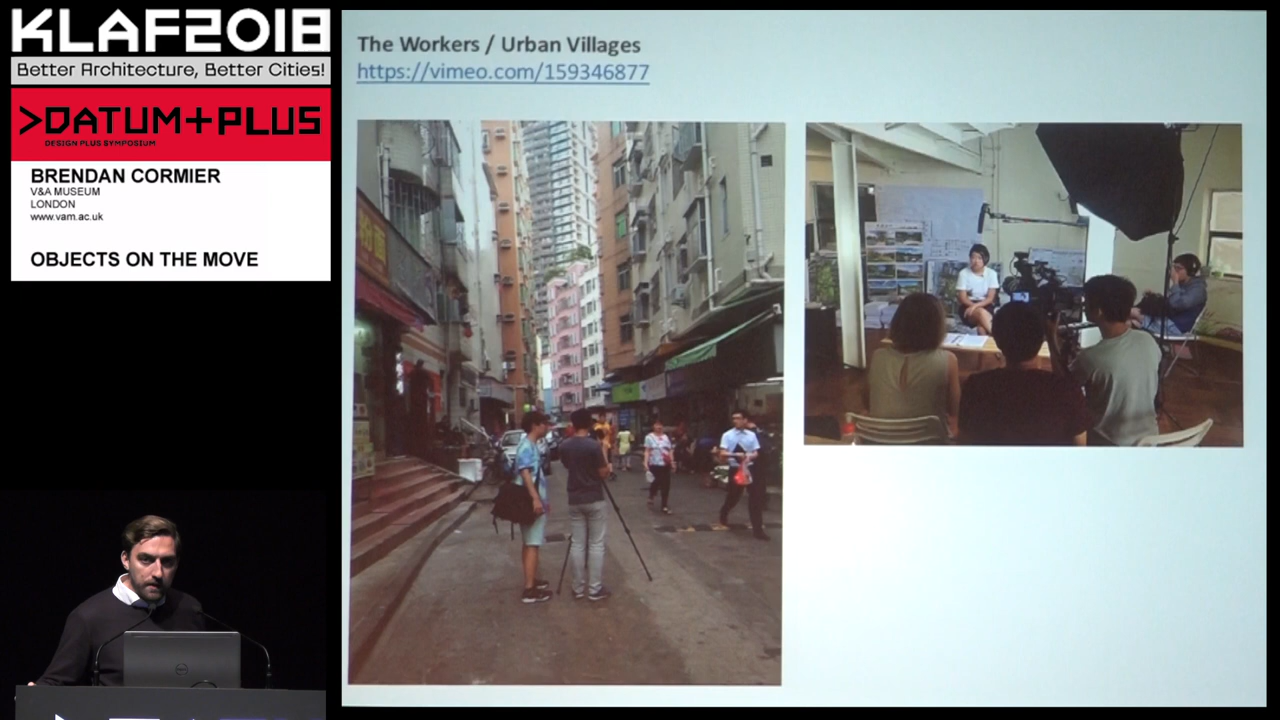 KLAF2018
Better Architecture, Better Cities!
>DATUM+PLUS
DESIGN PLUS SYMPOSIUM
BRENDAN CORMIER
V&A MUSEUM
LONDON
www.vam.ac.uk
OBJECTS ON THE MOVE
The Workers / Urban Villages
https://vimeo.com/159346877
DELL